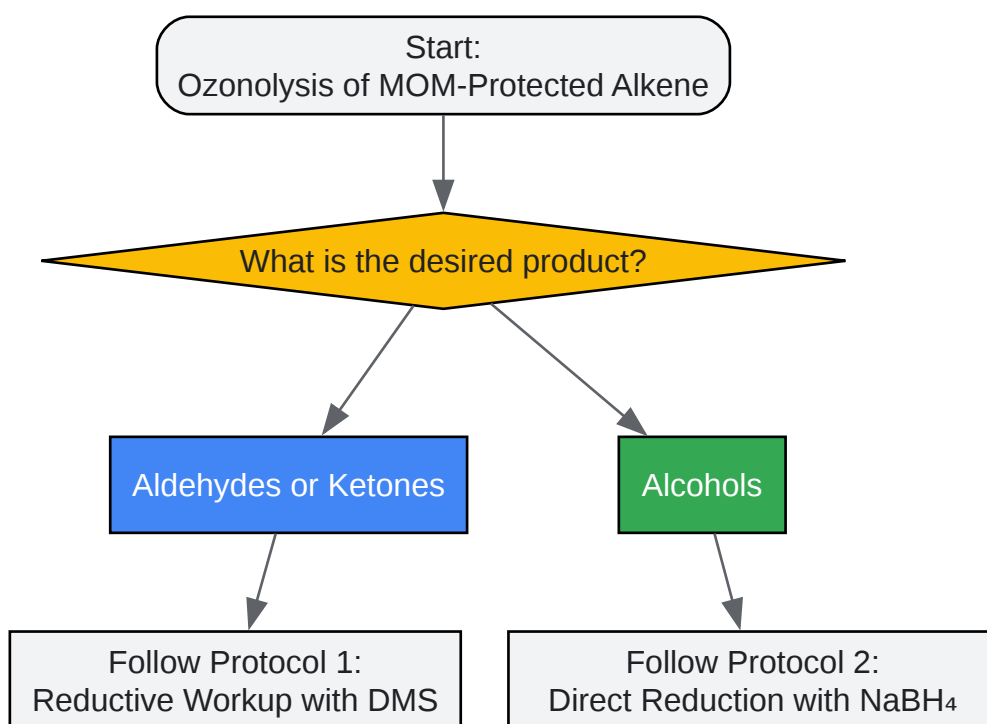 Start:
Ozonolysis of MOM-Protected Alkene
What is the desired product?
Aldehydes or Ketones
Alcohols
Follow Protocol 1:
Reductive Workup with DMS
Follow Protocol 2:
Direct Reduction with NaBH₄